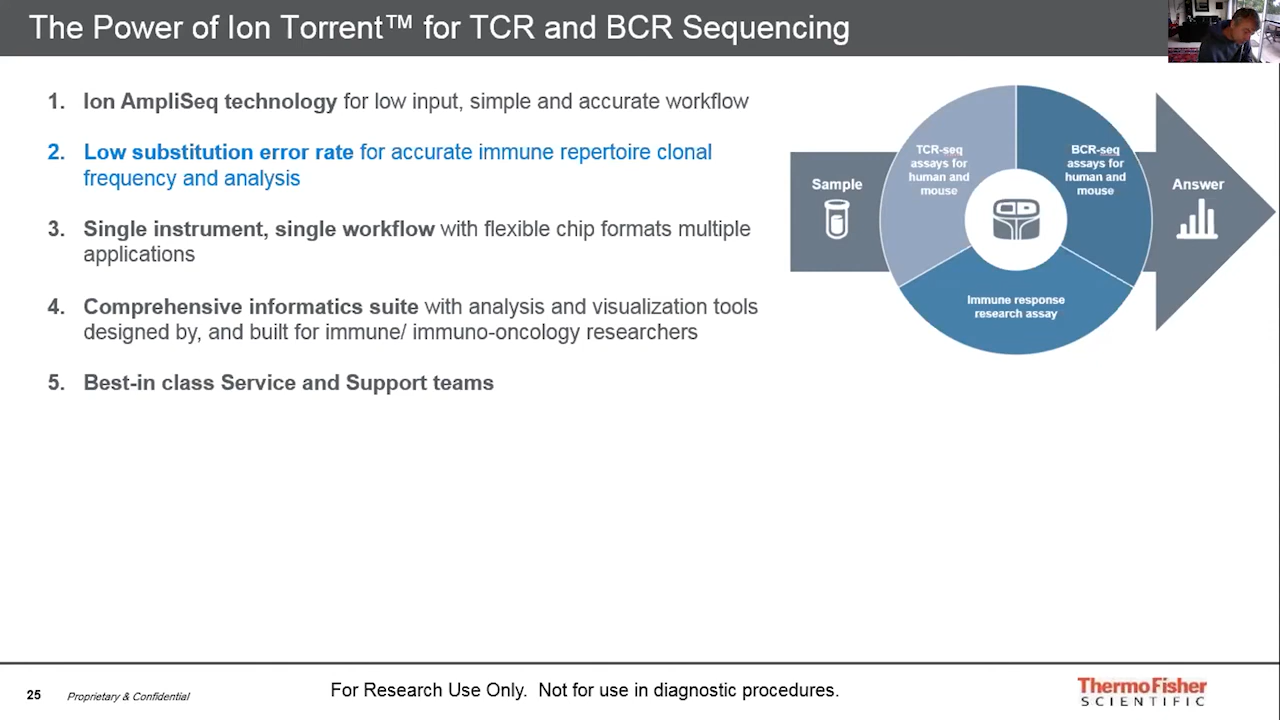 The Power of Ion Torrent™ for TCR and BCR Sequencing
1. Ion AmpliSeq technology for low input, simple and accurate workflow
2. Low substitution error rate for accurate immune repertoire clonal
frequency and analysis
3. Single instrument, single workflow with flexible chip formats multiple
applications
4. Comprehensive informatics suite with analysis and visualization tools
designed by, and built for immune/ immuno-oncology researchers
5. Best-in class Service and Support teams
Sample
TCR-seq
assays for
human and
mouse
BCR-seq
assays for
human and
mouse
Immune response
research assay
Answer
25 Proprietary & Confidential
For Research Use Only. Not for use in diagnostic procedures.
ThermoFisher
SCIENTIFIC